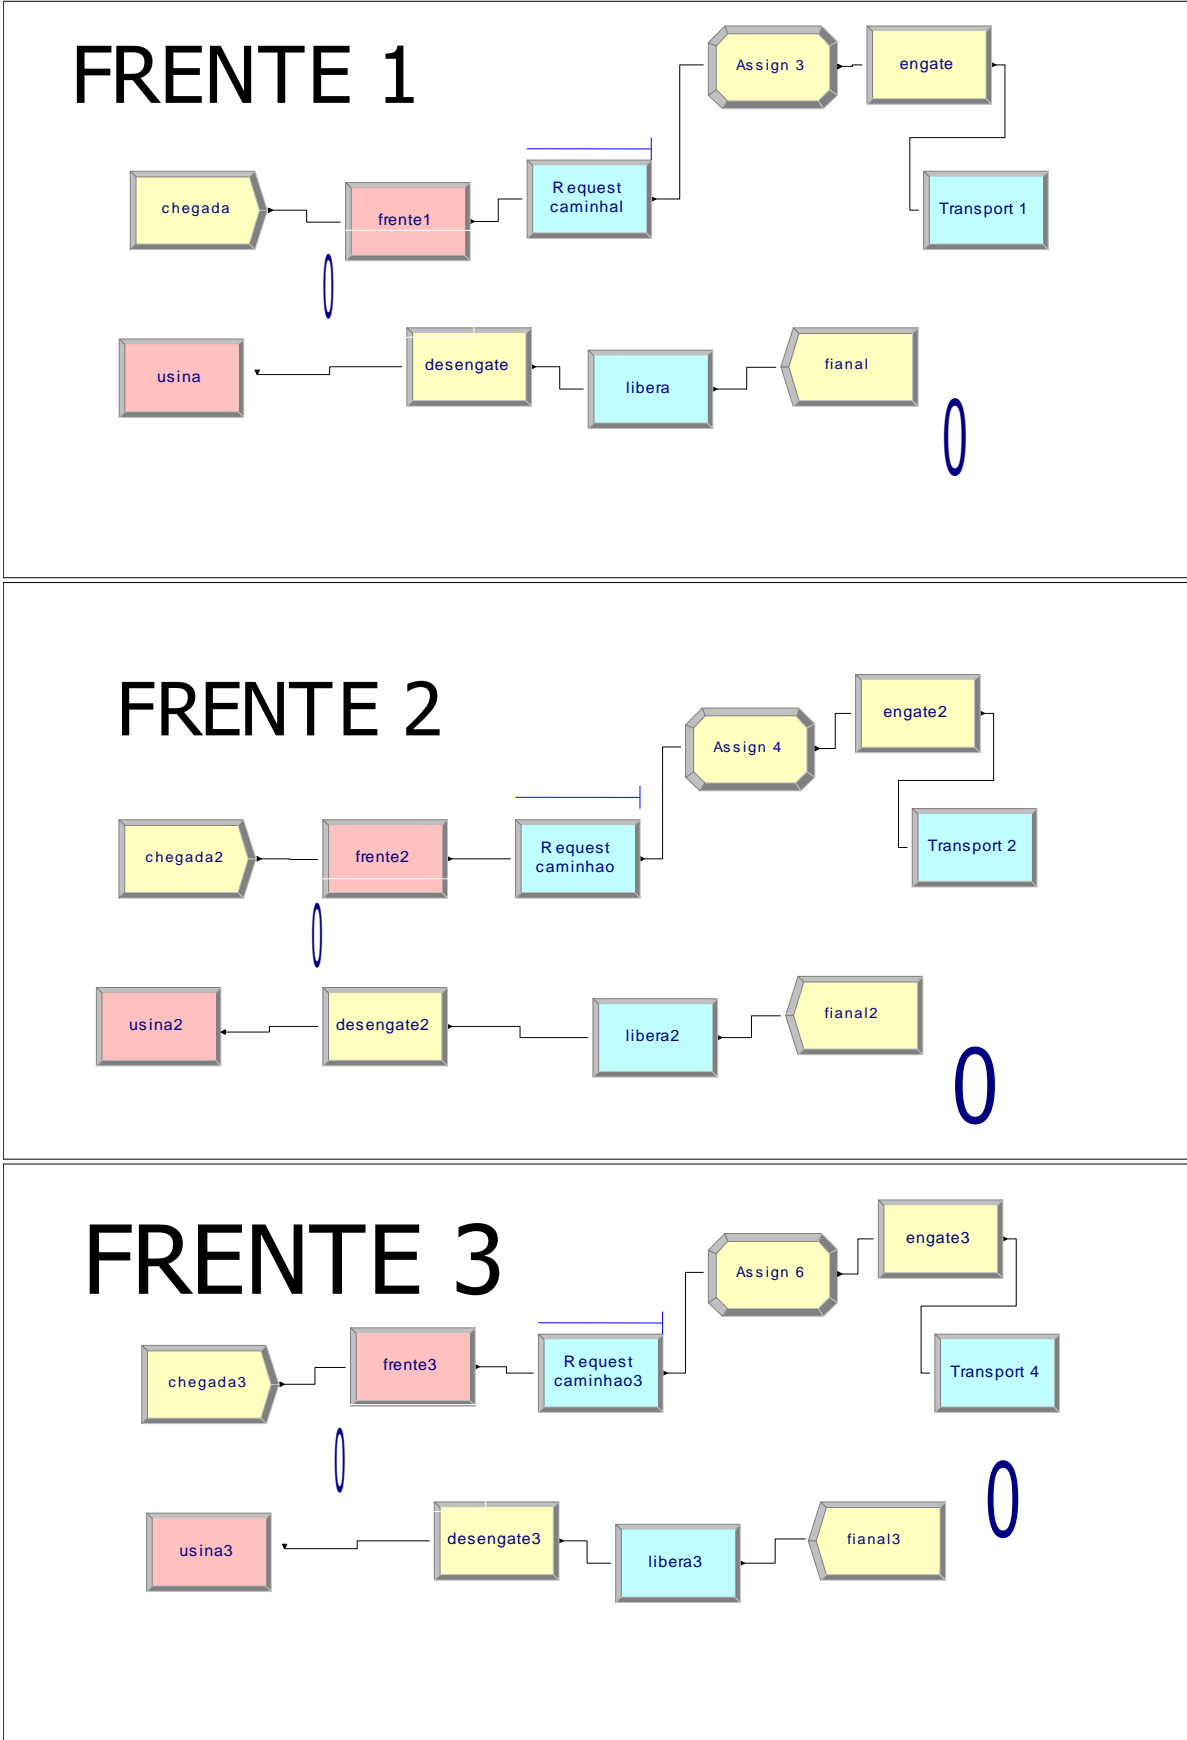 FRENTE 1
Assign 3
engate
chegada
frente1
Request
caminhal
Transport 1
0
usina
desengate
libera
fianal
0
FRENTE 2
Assign 4
engate2
chegada2
frente2
Request
caminhao
Transport 2
0
usina2
desengate2
libera2
fianal2
0
FRENTE 3
Assign 6
engate3
chegada3
frente3
Request
caminhao3
Transport 4
0
usina3
desengate3
libera3
fianal3
0